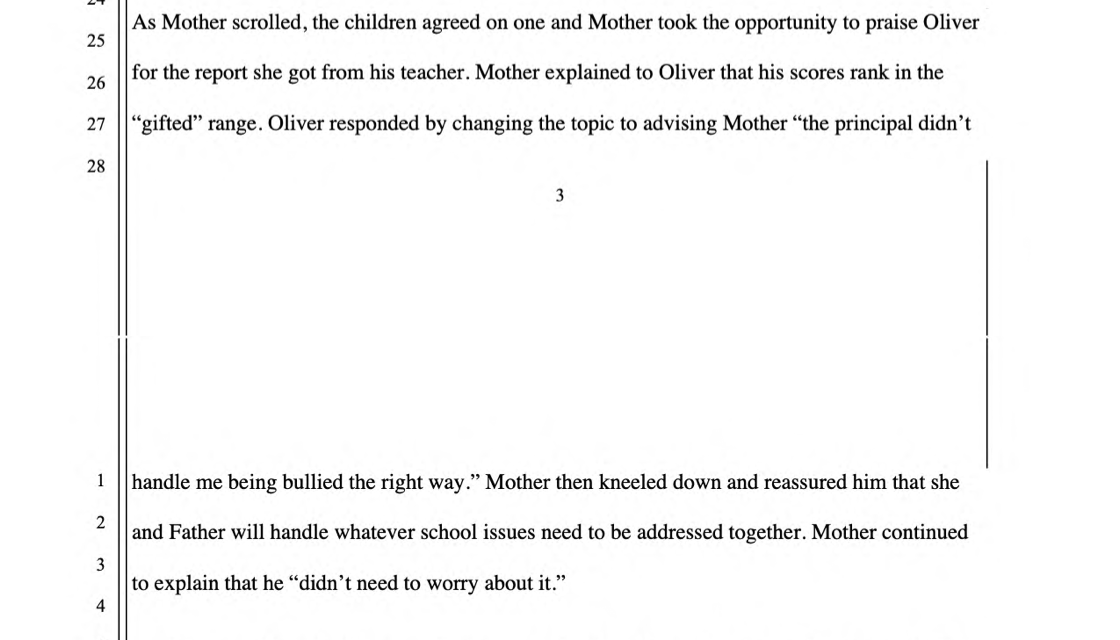 25 As Mother scrolled, the children agreed on one and Mother took the opportunity to praise Oliver
26 for the report she got from his teacher. Mother explained to Oliver that his scores rank in the
27 “gifted” range. Oliver responded by changing the topic to advising Mother “the principal didn’t
28
3
1 handle me being bullied the right way.” Mother then kneeled down and reassured him that she
2 and Father will handle whatever school issues need to be addressed together. Mother continued
3 to explain that he “didn’t need to worry about it.”
4